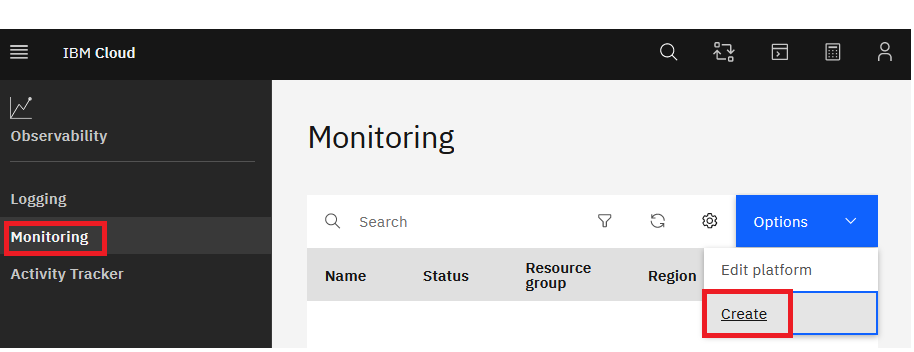 IBM Cloud
Observability
Logging
Monitoring
Activity Tracker
Monitoring
Search
Options
Name Status Resource group Region
Edit platform
Create